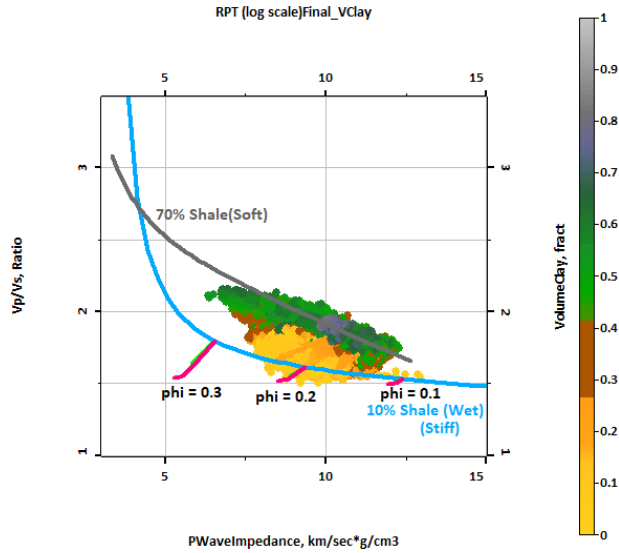 RPT (log scale)Final_VClay
5 10 15
3
2
1
Vp/Vs, Ratio
70% Shale(Soft)
phi = 0.3
phi = 0.2
phi = 0.1
10% Shale (Wet)
(Stiff)
3
2
1
5 10 15
PWaveImpedance, km/sec*g/cm3
VolumeClay, fract
1
0.9
0.8
0.7
0.6
0.5
0.4
0.3
0.2
0.1
0